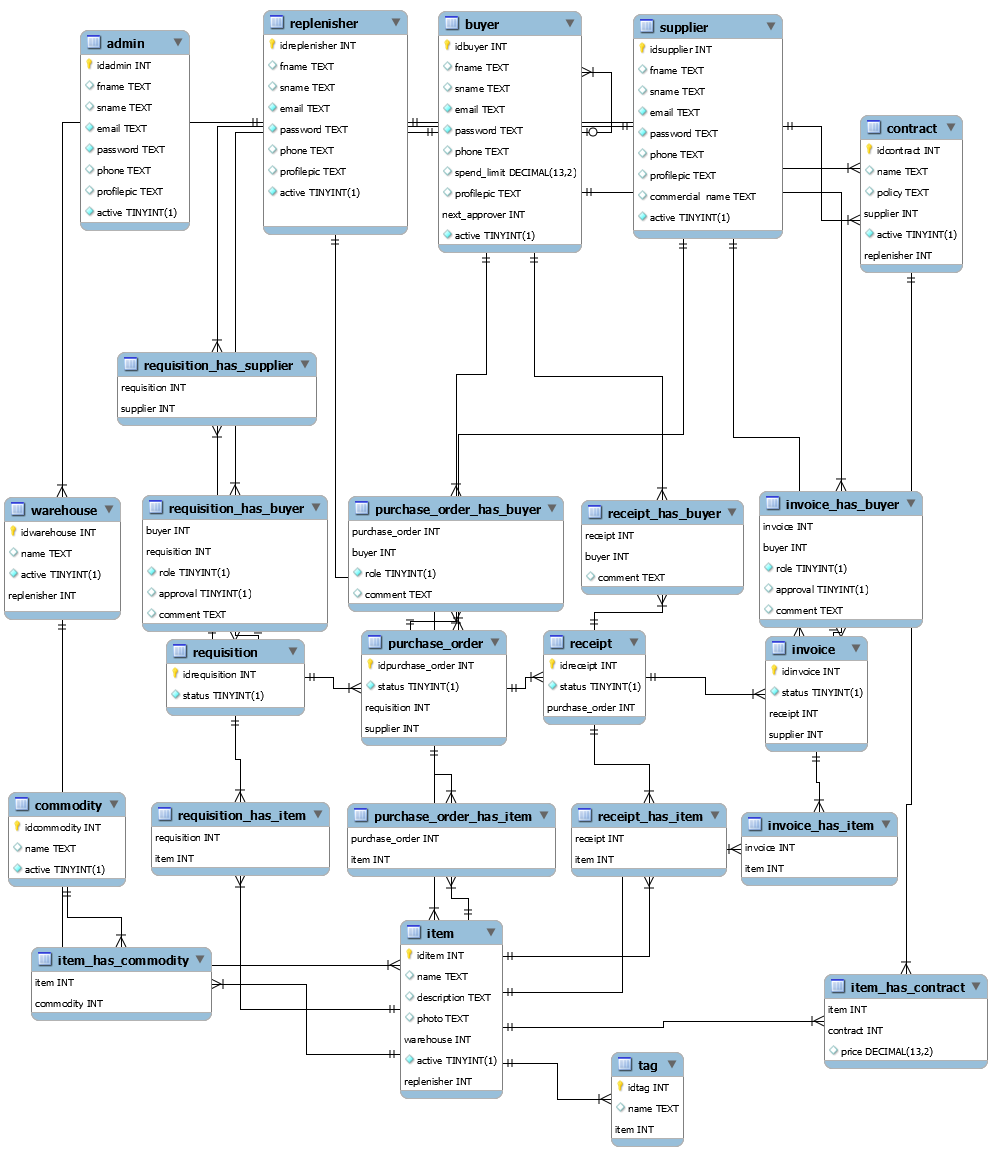 admin
idadmin INT
fname TEXT
sname TEXT
email TEXT
password TEXT
phone TEXT
profilepic TEXT
active TINYINT(1)
replenisher
idreplenisher INT
fname TEXT
sname TEXT
email TEXT
password TEXT
phone TEXT
profilepic TEXT
active TINYINT(1)
buyer
idbuyer INT
fname TEXT
sname TEXT
email TEXT
password TEXT
phone TEXT
spend_limit DECIMAL(13,2)
profilepic TEXT
next_approver INT
active TINYINT(1)
supplier
idsupplier INT
fname TEXT
sname TEXT
email TEXT
password TEXT
phone TEXT
profilepic TEXT
commercial_name TEXT
active TINYINT(1)
contract
idcontract INT
name TEXT
policy TEXT
supplier INT
active TINYINT(1)
replenisher INT
requisition_has_supplier
requisition INT
supplier INT
warehouse
idwarehouse INT
name TEXT
active TINYINT(1)
replenisher INT
requisition_has_buyer
buyer INT
requisition INT
role TINYINT(1)
approval TINYINT(1)
comment TEXT
purchase_order_has_buyer
purchase_order INT
buyer INT
role TINYINT(1)
comment TEXT
receipt_has_buyer
receipt INT
buyer INT
comment TEXT
invoice_has_buyer
invoice INT
buyer INT
role TINYINT(1)
approval TINYINT(1)
comment TEXT
requisition
idrequisition INT
status TINYINT(1)
purchase_order
idpurchase_order INT
status TINYINT(1)
requisition INT
supplier INT
receipt
idreceipt INT
status TINYINT(1)
purchase_order INT
invoice
idinvoice INT
status TINYINT(1)
receipt INT
supplier INT
commodity
idcommodity INT
name TEXT
active TINYINT(1)
requisition_has_item
requisition INT
item INT
purchase_order_has_item
purchase_order INT
item INT
receipt_has_item
receipt INT
item INT
invoice_has_item
invoice INT
item INT
item_has_commodity
item INT
commodity INT
item
iditem INT
name TEXT
description TEXT
photo TEXT
warehouse INT
active TINYINT(1)
replenisher INT
item_has_contract
item INT
contract INT
price DECIMAL(13,2)
tag
idtag INT
name TEXT
item INT